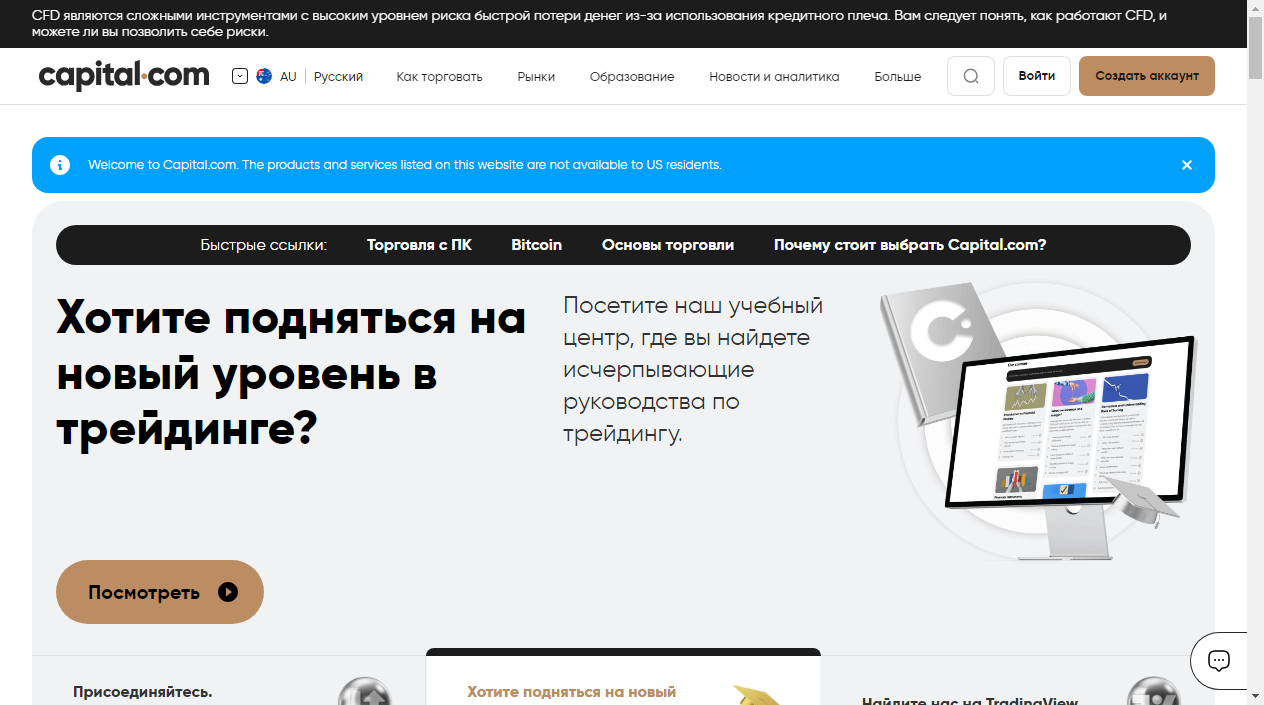 CFD являются сложными инструментами с высоким уровнем риска быстрой потери денег из-за использования кредитного плеча. Вам следует понять, как работают CFD, и
можете ли вы позволить себе риски.
capital.com AU Русский Как торговать Рынки Образование Новости и аналитика Больше Войти Создать аккаунт
Welcome to Capital.com. The products and services listed on this website are not available to US residents.
Быстрые ссылки: Торговля с ПК Bitcoin Основы торговли Почему стоит выбрать Capital.com?
Хотите подняться на
новый уровень в
трейдинге?
Посетите наш учебный
центр, где вы найдете
исчерпывающие
руководства по
трейдингу.
Посмотреть
Присоединяйтесь.
Хотите подняться на новый
Найдите нас на TradingView